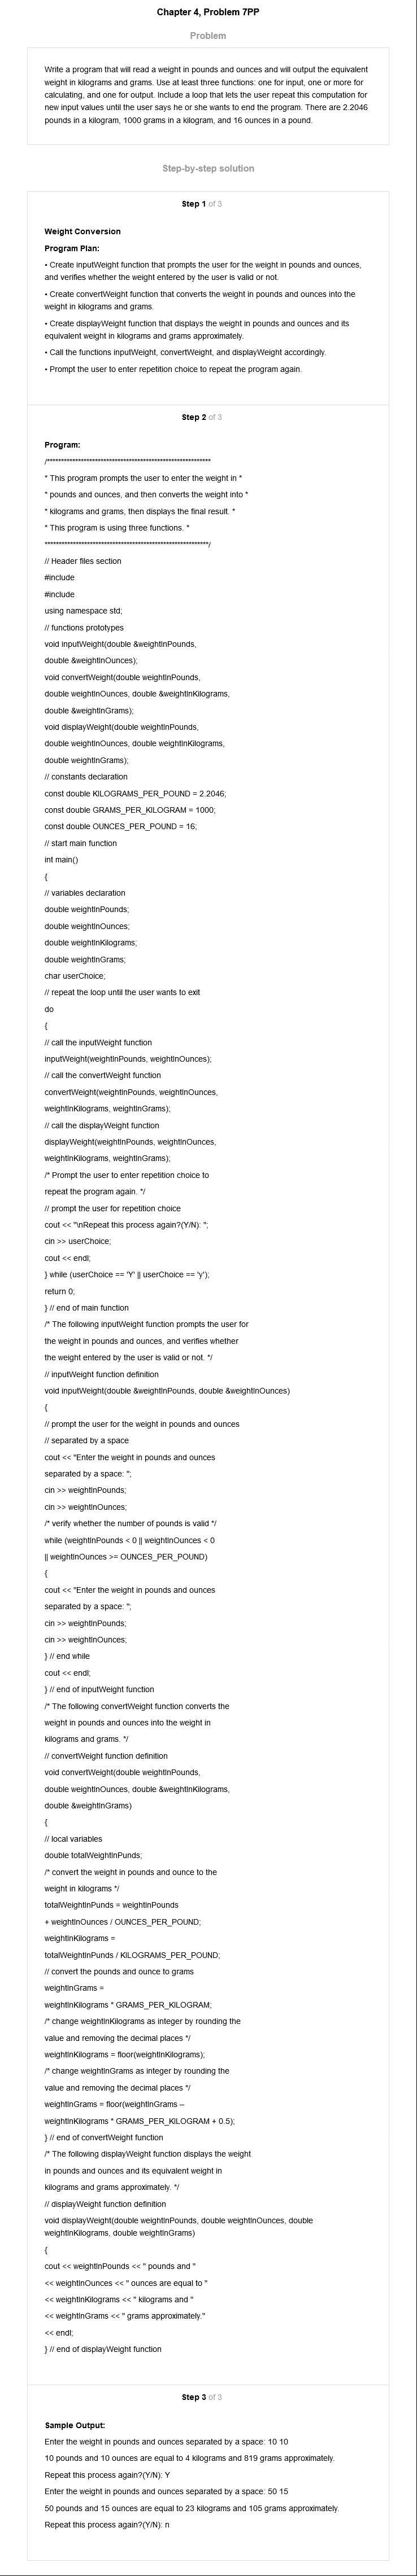 Chapter 4, Problem 7PP
Problem
Write a program that will read a weight in pounds and ounces and will output the equivalent
weight in kilograms and grams. Use at least three functions: one for input, one or more for
calculating, and one for output. Include a loop that lets the user repeat this computation for
new input values until the user says he or she wants to end the program. There are 2.2046
pounds in a kilogram, 1000 grams in a kilogram, and 16 ounces in a pound.
Step-by-step solution
Step 1 of 3
Weight Conversion
Program Plan:
• Create inputWeight function that prompts the user for the weight in pounds and ounces,
and verifies whether the weight entered by the user is valid or not.
• Create convertWeight function that converts the weight in pounds and ounces into the
weight in kilograms and grams.
• Create displayWeight function that displays the weight in pounds and ounces and its
equivalent weight in kilograms and grams approximately.
• Call the functions inputWeight, convertWeight, and displayWeight accordingly.
• Prompt the user to enter repetition choice to repeat the program again.
Step 2 of 3
Program:
/**********************************************************
* This program prompts the user to enter the weight in *
* pounds and ounces, and then converts the weight into *
* kilograms and grams, then displays the final result. *
* This program is using three functions. *
**********************************************************/
// Header files section
#include
#include
using namespace std;
// functions prototypes
void inputWeight(double &weightInPounds,
double &weightInOunces);
void convertWeight(double weightInPounds,
double weightInOunces, double &weightInKilograms,
double &weightInGrams);
void displayWeight(double weightInPounds,
double weightInOunces, double weightInKilograms,
double weightInGrams);
// constants declaration
const double KILOGRAMS_PER_POUND = 2.2046;
const double GRAMS_PER_KILOGRAM = 1000;
const double OUNCES_PER_POUND = 16;
// start main function
int main()
{
// variables declaration
double weightInPounds;
double weightInOunces;
double weightInKilograms;
double weightInGrams;
char userChoice;
// repeat the loop until the user wants to exit
do
{
// call the inputWeight function
inputWeight(weightInPounds, weightInOunces);
// call the convertWeight function
convertWeight(weightInPounds, weightInOunces,
weightInKilograms, weightInGrams);
// call the displayWeight function
displayWeight(weightInPounds, weightInOunces,
weightInKilograms, weightInGrams);
/* Prompt the user to enter repetition choice to
repeat the program again. */
// prompt the user for repetition choice
cout << "\nRepeat this process again?(Y/N): ";
cin >> userChoice;
cout << endl;
} while (userChoice == 'Y' || userChoice == 'y');
return 0;
} // end of main function
/* The following inputWeight function prompts the user for
the weight in pounds and ounces, and verifies whether
the weight entered by the user is valid or not. */
// inputWeight function definition
void inputWeight(double &weightInPounds, double &weightInOunces)
{
// prompt the user for the weight in pounds and ounces
// separated by a space
cout << "Enter the weight in pounds and ounces
separated by a space: ";
cin >> weightInPounds;
cin >> weightInOunces;
/* verify whether the number of pounds is valid */
while (weightInPounds < 0 || weightInOunces < 0
|| weightInOunces >= OUNCES_PER_POUND)
{
cout << "Enter the weight in pounds and ounces
separated by a space: ";
cin >> weightInPounds;
cin >> weightInOunces;
} // end while
cout << endl;
} // end of inputWeight function
/* The following convertWeight function converts the
weight in pounds and ounces into the weight in
kilograms and grams. */
// convertWeight function definition
void convertWeight(double weightInPounds,
double weightInOunces, double &weightInKilograms,
double &weightInGrams)
{
// local variables
double totalWeightInPunds;
/* convert the weight in pounds and ounce to the
weight in kilograms */
totalWeightInPunds = weightInPounds
+ weightInOunces / OUNCES_PER_POUND;
weightInKilograms =
totalWeightInPunds / KILOGRAMS_PER_POUND;
// convert the pounds and ounce to grams
weightInGrams =
weightInKilograms * GRAMS_PER_KILOGRAM;
/* change weightInKilograms as integer by rounding the
value and removing the decimal places */
weightInKilograms = floor(weightInKilograms);
/* change weightInGrams as integer by rounding the
value and removing the decimal places */
weightInGrams = floor(weightInGrams –
weightInKilograms * GRAMS_PER_KILOGRAM + 0.5);
} // end of convertWeight function
/* The following displayWeight function displays the weight
in pounds and ounces and its equivalent weight in
kilograms and grams approximately. */
// displayWeight function definition
void displayWeight(double weightInPounds, double weightInOunces, double
weightInKilograms, double weightInGrams)
{
cout << weightInPounds << " pounds and "
<< weightInOunces << " ounces are equal to "
<< weightInKilograms << " kilograms and "
<< weightInGrams << " grams approximately."
<< endl;
} // end of displayWeight function
Step 3 of 3
Sample Output:
Enter the weight in pounds and ounces separated by a space: 10 10
10 pounds and 10 ounces are equal to 4 kilograms and 819 grams approximately.
Repeat this process again?(Y/N): Y
Enter the weight in pounds and ounces separated by a space: 50 15
50 pounds and 15 ounces are equal to 23 kilograms and 105 grams approximately.
Repeat this process again?(Y/N): n